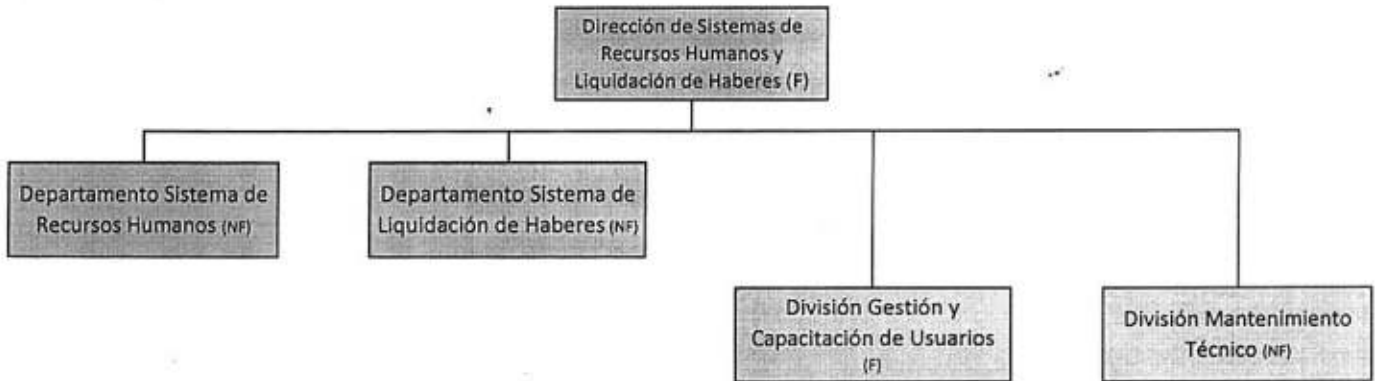 Dirección de Sistemas de
Recursos Humanos y
Liquidación de Haberes (F)
Departamento Sistema de
Recursos Humanos (NF)
Departamento Sistema de
Liquidación de Haberes (NF)
División Gestión y
Capacitación de Usuarios
(F)
División Mantenimiento
Técnico (NF)